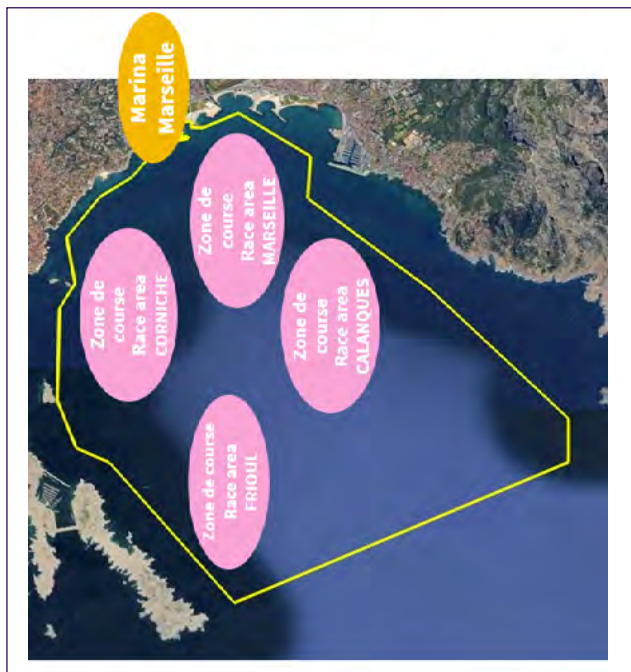 Marina
Marseille
Zone de
course
Race area
CORNICHE
Zone de
course
Race area
MARSEILLE
Zone de
course
Race area
CALANQUES
Zone de course
Race area
FRIOUL